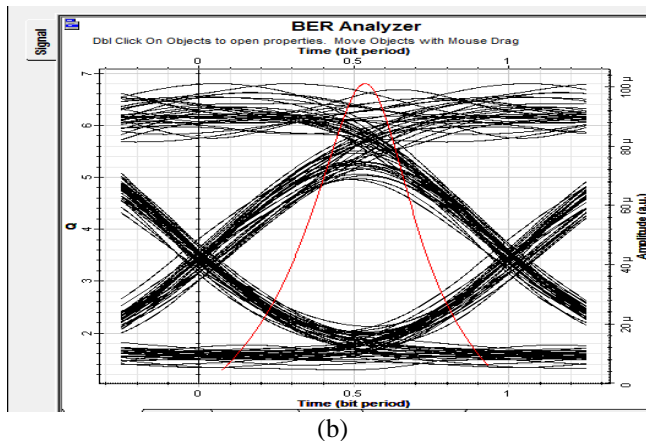 Signal
BER Analyzer
Dbl Click On Objects to open properties. Move Objects with Mouse Drag
Time (bit period)
0 0.5 1
7
6
5
4
3
2
Q
100 µ
80 µ
60 µ
40 µ
20 µ
0
Amplitude (a.u.)
0 0.5 1
Time (bit period)
(b)